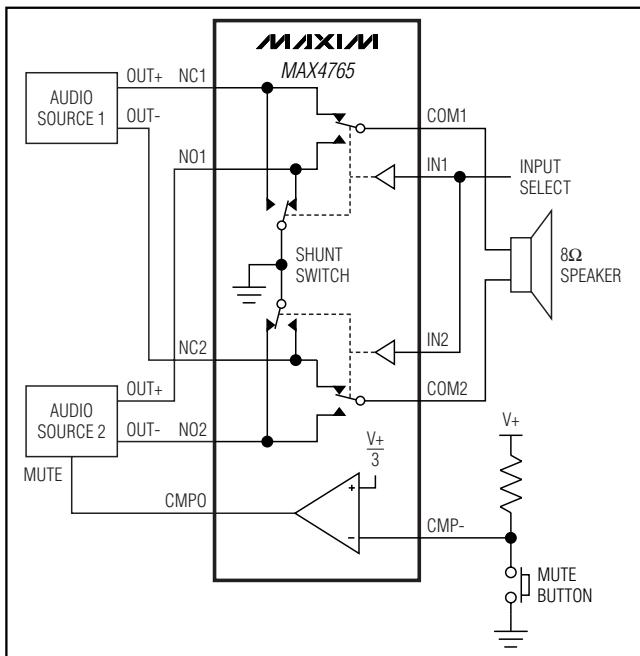 MAXIM
MAX4765
AUDIO
SOURCE 1
OUT+
NC1
OUT-
COM1
NO1
IN1
INPUT
SELECT
SHUNT
SWITCH
8Ω
SPEAKER
NC2
IN2
AUDIO
SOURCE 2
OUT+
OUT-
NO2
COM2
MUTE
CMPO
V+
3
+
-
CMP-
V+
MUTE
BUTTON